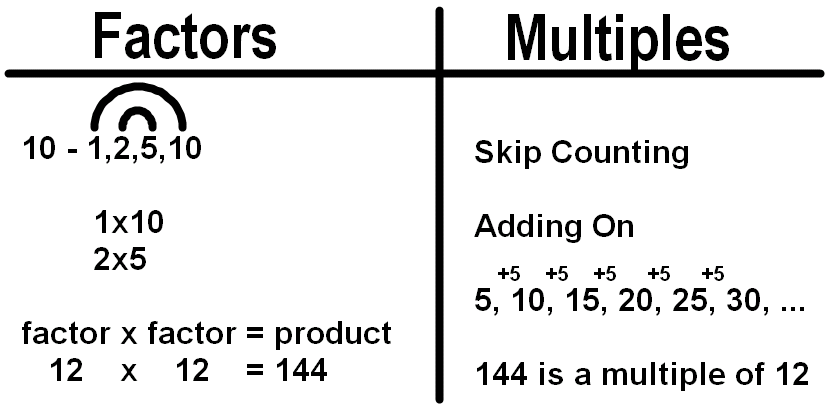 Factors
10 - 1,2,5,10
1x10
2x5
factor x factor = product
12 x 12 = 144
Multiples
Skip Counting
Adding On
+5 +5 +5 +5 +5
5, 10, 15, 20, 25, 30, ...
144 is a multiple of 12